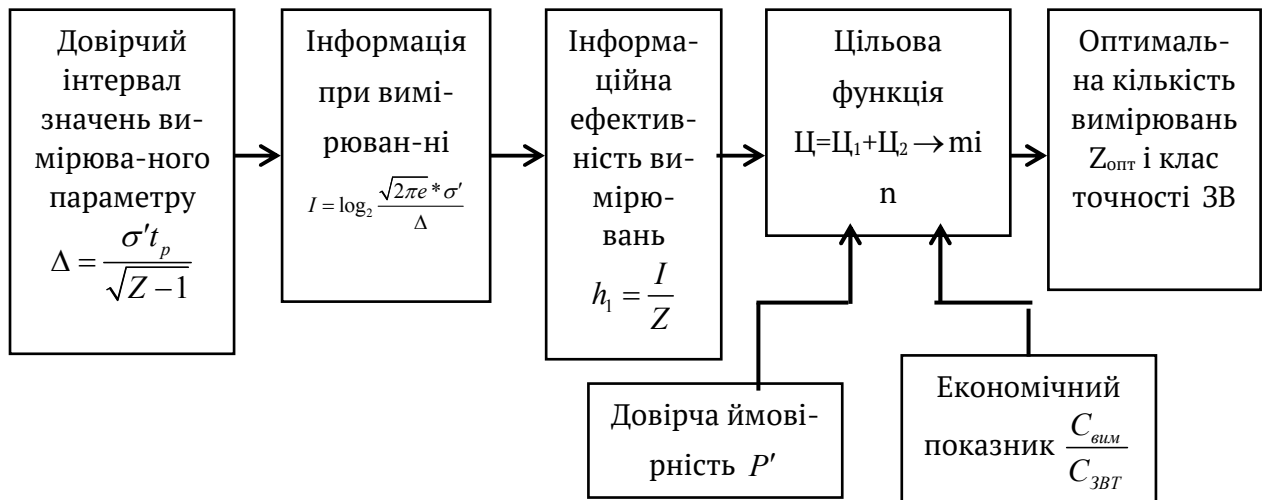 Довірчий
інтервал
значень ви-
мірюва-ного
параметру
Δ = σ′t_p / √(Z − 1)
Інформація
при вимі-
рюван-ні
I = log₂ (√(2πe) * σ′ / Δ)
Інформа-
ційна
ефектив-
ність ви-
мірю-
вань
h₁ = I / Z
Цільова
функція
Ц=Ц₁+Ц₂ → mi
n
Оптималь-
на кількість
вимірювань
Zопт і клас
точності ЗВ
Довірча ймові-
рність P′
Економічний
показник C_вим / C_ЗВТ